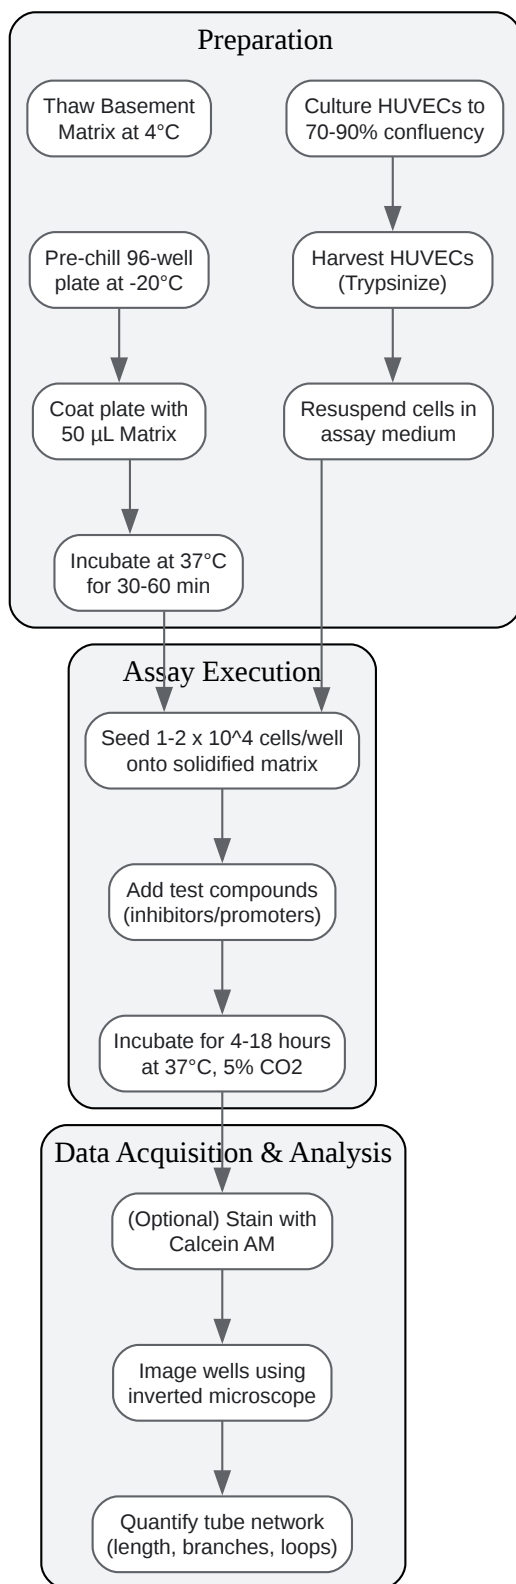 Preparation
Thaw Basement
Matrix at 4°C
Culture HUVECs to
70-90% confluency
Pre-chill 96-well
plate at -20°C
Harvest HUVECs
(Trypsinize)
Coat plate with
50 µL Matrix
Resuspend cells in
assay medium
Incubate at 37°C
for 30-60 min
Assay Execution
Seed 1-2 x 10^4 cells/well
onto solidified matrix
Add test compounds
(inhibitors/promoters)
Incubate for 4-18 hours
at 37°C, 5% CO2
Data Acquisition & Analysis
(Optional) Stain with
Calcein AM
Image wells using
inverted microscope
Quantify tube network
(length, branches, loops)